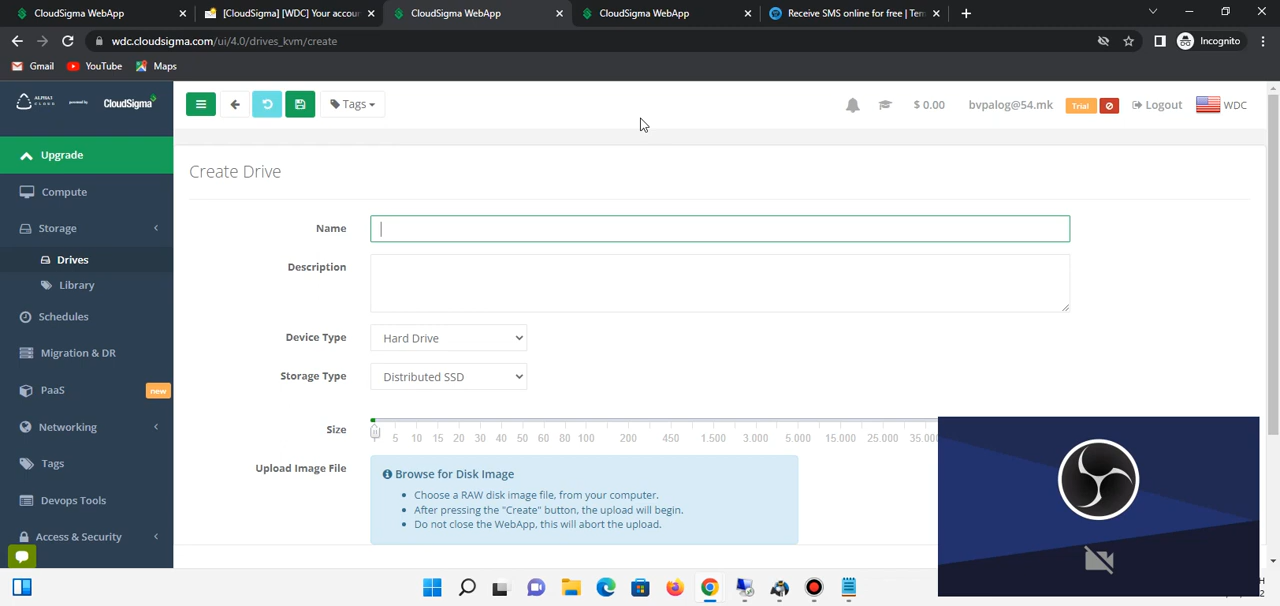 CloudSigma WebApp
[CloudSigma] [WDC] Your accoun
CloudSigma WebApp
CloudSigma WebApp
Receive SMS online for free | Tem
wdc.cloudsigma.com/ui/4.0/drives_kvm/create
Incognito
Gmail
YouTube
Maps
CloudSigma
Tags
$ 0.00
bvpalog@54.mk
Trial
Logout
WDC
Upgrade
Create Drive
Compute
Name
Storage
Drives
Description
Library
Schedules
Device Type
Hard Drive
Migration & DR
Storage Type
Distributed SSD
PaaS
new
Networking
Size
5 10 15 20 30 40 50 60 80 100 200 450 1.500 3.000 5.000 15.000 25.000 35.00
Tags
Upload Image File
Browse for Disk Image
Choose a RAW disk image file, from your computer.
After pressing the "Create" button, the upload will begin.
Do not close the WebApp, this will abort the upload.
Devops Tools
Access & Security